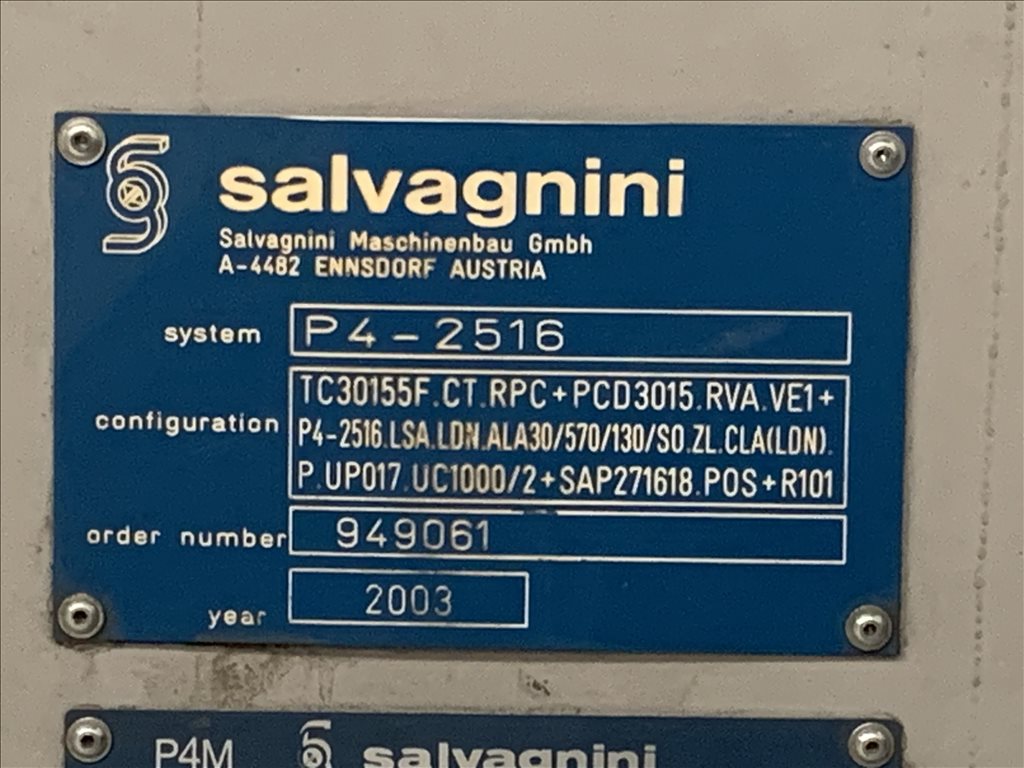 salvagnini
Salvagnini Maschinenbau Gmbh
A-4482 ENNSDORF AUSTRIA
system P4-2516
configuration
TC30155F.CT.RPC+PCD3015.RVA.VE1+
P4-2516.LSA.LDN.ALA30/570/130/SO.ZL.CLA(LDN).
P.UP017.UC1000/2+SAP271618.POS+R101
order number 949061
year 2003
P4M salvagnini